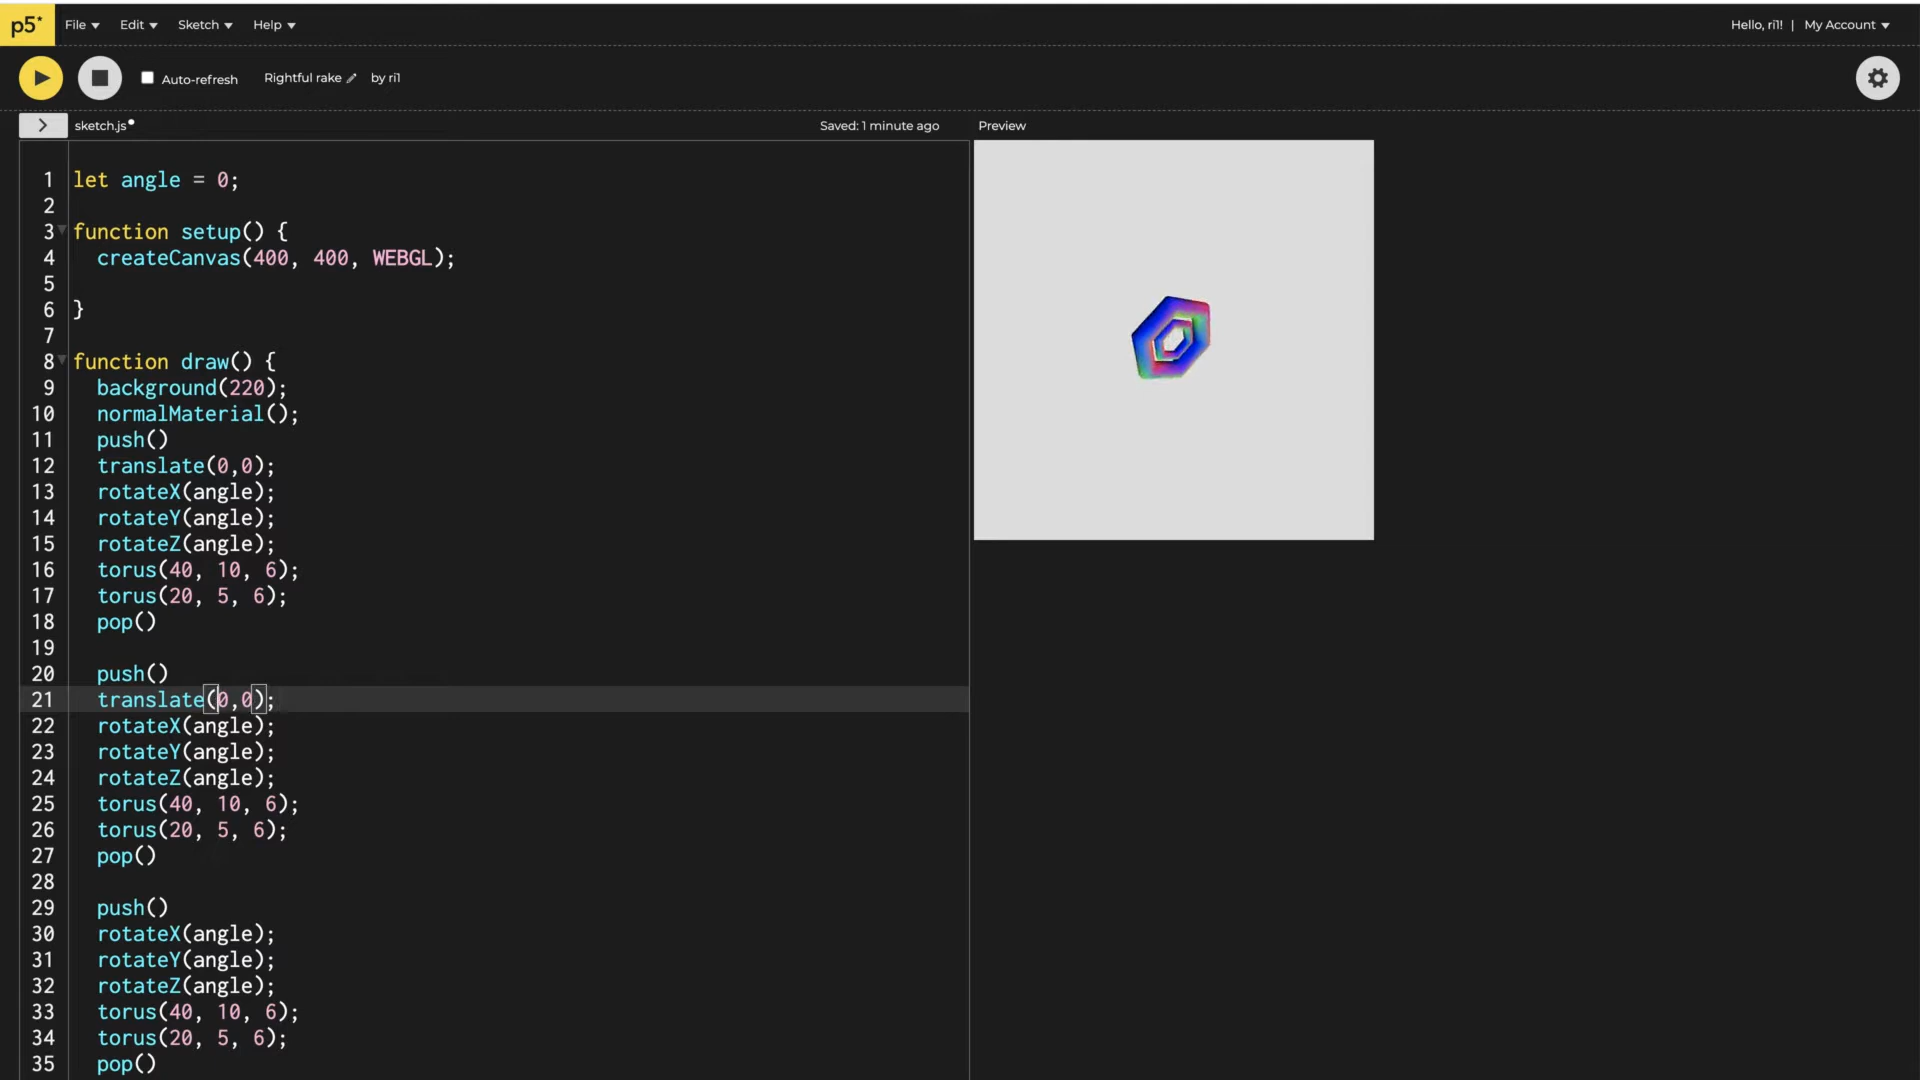 p5* File Edit Sketch Help Hello, ri1! | My Account
Auto-refresh Rightful rake by ri1
> sketch.js Saved: 1 minute ago Preview
1 let angle = 0;
2
3 function setup() {
4 createCanvas(400, 400, WEBGL);
5
6 }
7
8 function draw() {
9 background(220);
10 normalMaterial();
11 push()
12 translate(0,0);
13 rotateX(angle);
14 rotateY(angle);
15 rotateZ(angle);
16 torus(40, 10, 6);
17 torus(20, 5, 6);
18 pop()
19
20 push()
21 translate(0,0);
22 rotateX(angle);
23 rotateY(angle);
24 rotateZ(angle);
25 torus(40, 10, 6);
26 torus(20, 5, 6);
27 pop()
28
29 push()
30 rotateX(angle);
31 rotateY(angle);
32 rotateZ(angle);
33 torus(40, 10, 6);
34 torus(20, 5, 6);
35 pop()